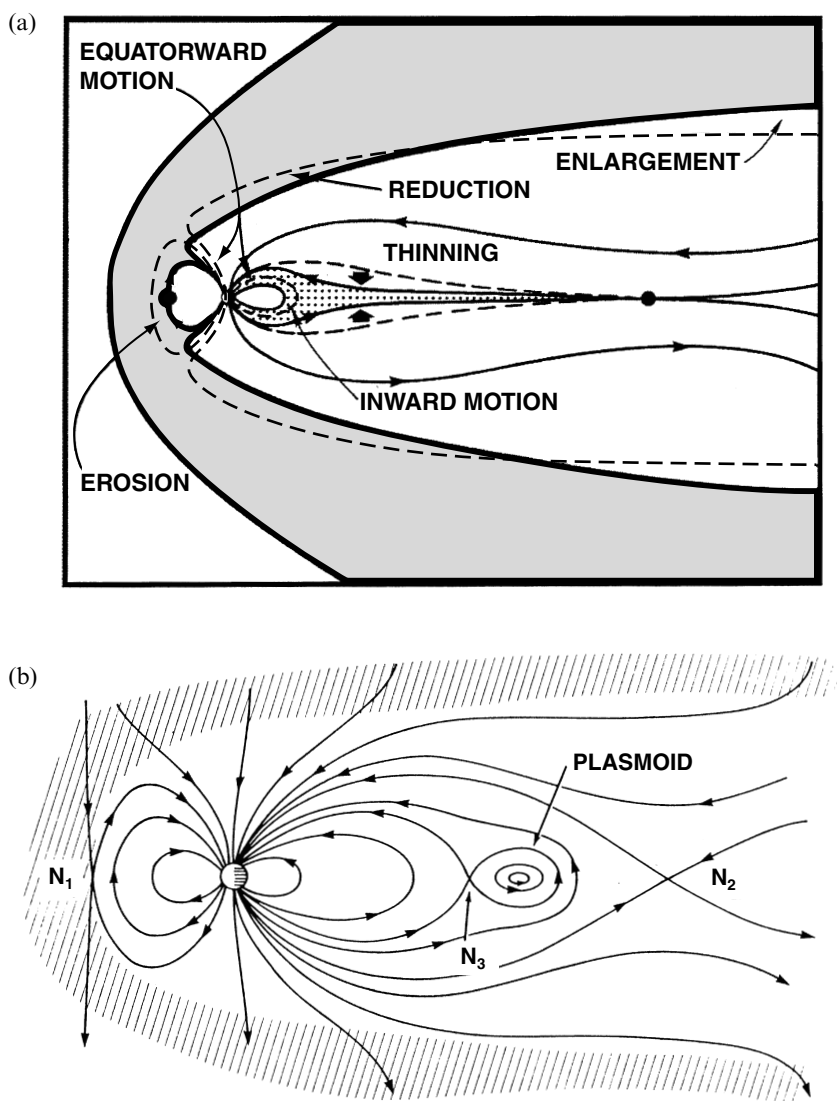 (a)
EQUATORWARD
MOTION
ENLARGEMENT
REDUCTION
THINNING
INWARD MOTION
EROSION
(b)
PLASMOID
N₁
N₂
N₃